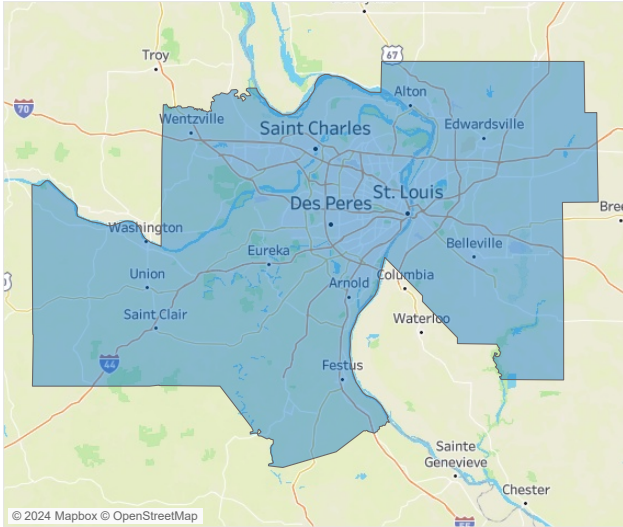 67
Troy
70
Alton
Wentzville
Saint Charles
Edwardsville
St. Louis
Des Peres
Washington
Eureka
Belleville
Union
Arnold
Columbia
Saint Clair
Waterloo
44
Festus
Sainte
Genevieve
Chester
© 2024 Mapbox © OpenStreetMap